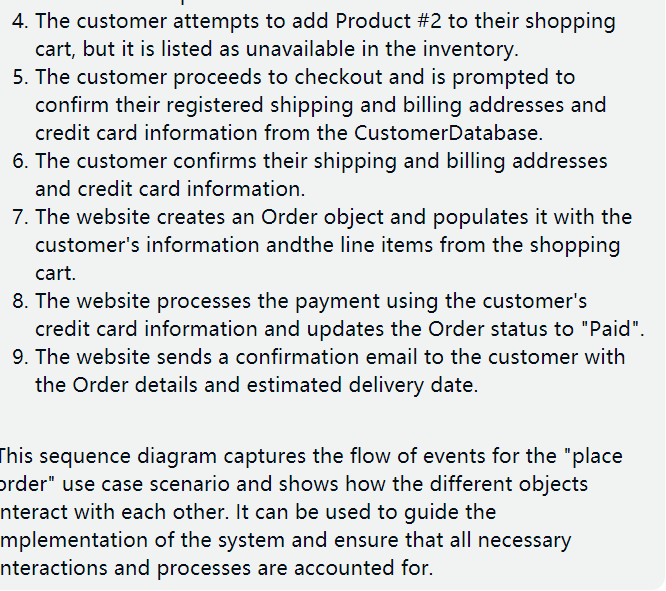 4. The customer attempts to add Product #2 to their shopping
cart, but it is listed as unavailable in the inventory.
5. The customer proceeds to checkout and is prompted to
confirm their registered shipping and billing addresses and
credit card information from the CustomerDatabase.
6. The customer confirms their shipping and billing addresses
and credit card information.
7. The website creates an Order object and populates it with the
customer's information andthe line items from the shopping
cart.
8. The website processes the payment using the customer's
credit card information and updates the Order status to "Paid".
9. The website sends a confirmation email to the customer with
the Order details and estimated delivery date.
This sequence diagram captures the flow of events for the "place
order" use case scenario and shows how the different objects
nteract with each other. It can be used to guide the
mplementation of the system and ensure that all necessary
nteractions and processes are accounted for.